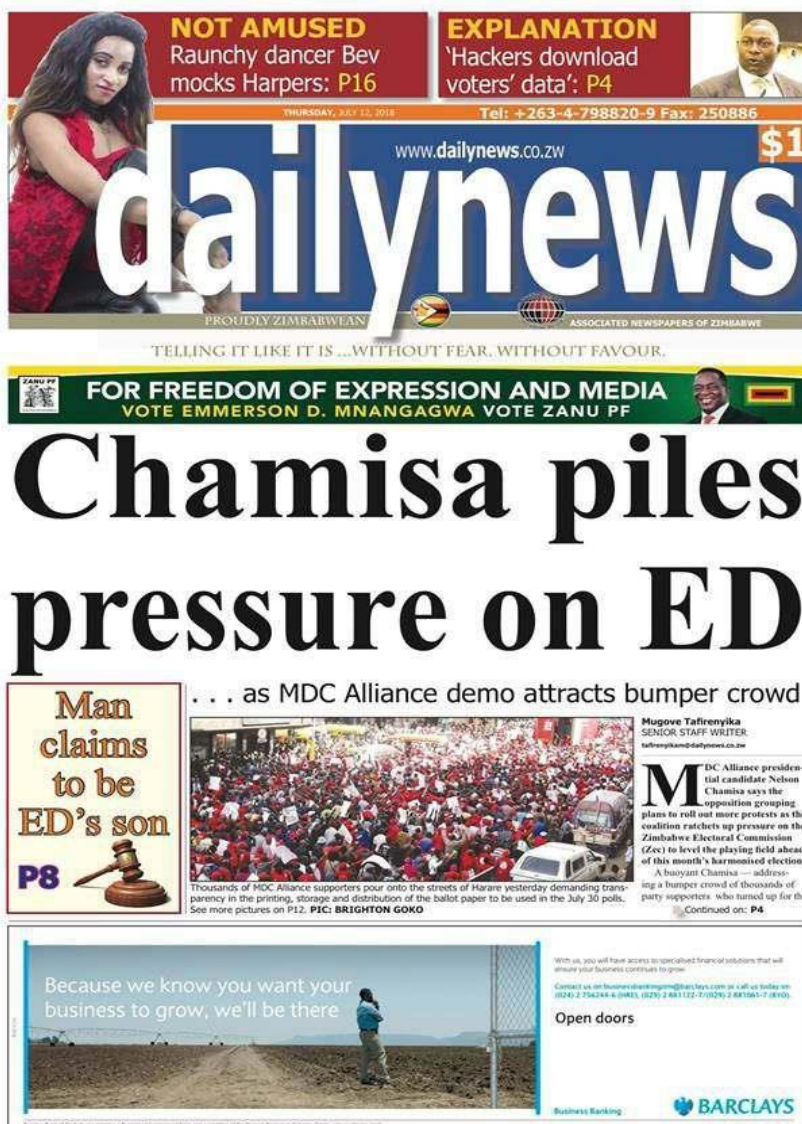 NOT AMUSED
Raunchy dancer Bev
mocks Harpers: P16
EXPLANATION
'Hackers download
voters' data': P4
THURSDAY, JULY 12, 2018
Tel: +263-4-798820-9 Fax: 250886
www.dailynews.co.zw
$1
dailynews
PROUDLY ZIMBABWEAN
ASSOCIATED NEWSPAPERS OF ZIMBABWE
TELLING IT LIKE IT IS ...WITHOUT FEAR, WITHOUT FAVOUR.
ZANU PF
FOR FREEDOM OF EXPRESSION AND MEDIA
VOTE EMMERSON D. MNANGAGWA VOTE ZANU PF
Chamisa piles
pressure on ED
. . . as MDC Alliance demo attracts bumper crowd
Man
claims
to be
ED's son
P8
Thousands of MDC Alliance supporters pour onto the streets of Harare yesterday demanding trans-
parency in the printing, storage and distribution of the ballot paper to be used in the July 30 polls.
See more pictures on P12. PIC: BRIGHTON GOKO
Mugove Tafirenyika
SENIOR STAFF WRITER
tafirenyikam@dailynews.co.zw
MDC Alliance presiden-
tial candidate Nelson
Chamisa says the
opposition grouping
plans to roll out more protests as the
coalition ratchets up pressure on the
Zimbabwe Electoral Commission
(Zec) to level the playing field ahead
of this month's harmonised election
A buoyant Chamisa — address-
ing a bumper crowd of thousands of
party supporters who turned up for th
Continued on: P4
Because we know you want your
business to grow, we'll be there
With us, you will have access to specialised financial solutions that will
ensure your business continues to grow.
Contact us on
or call us today on
Open doors
Business Banking
BARCLAYS